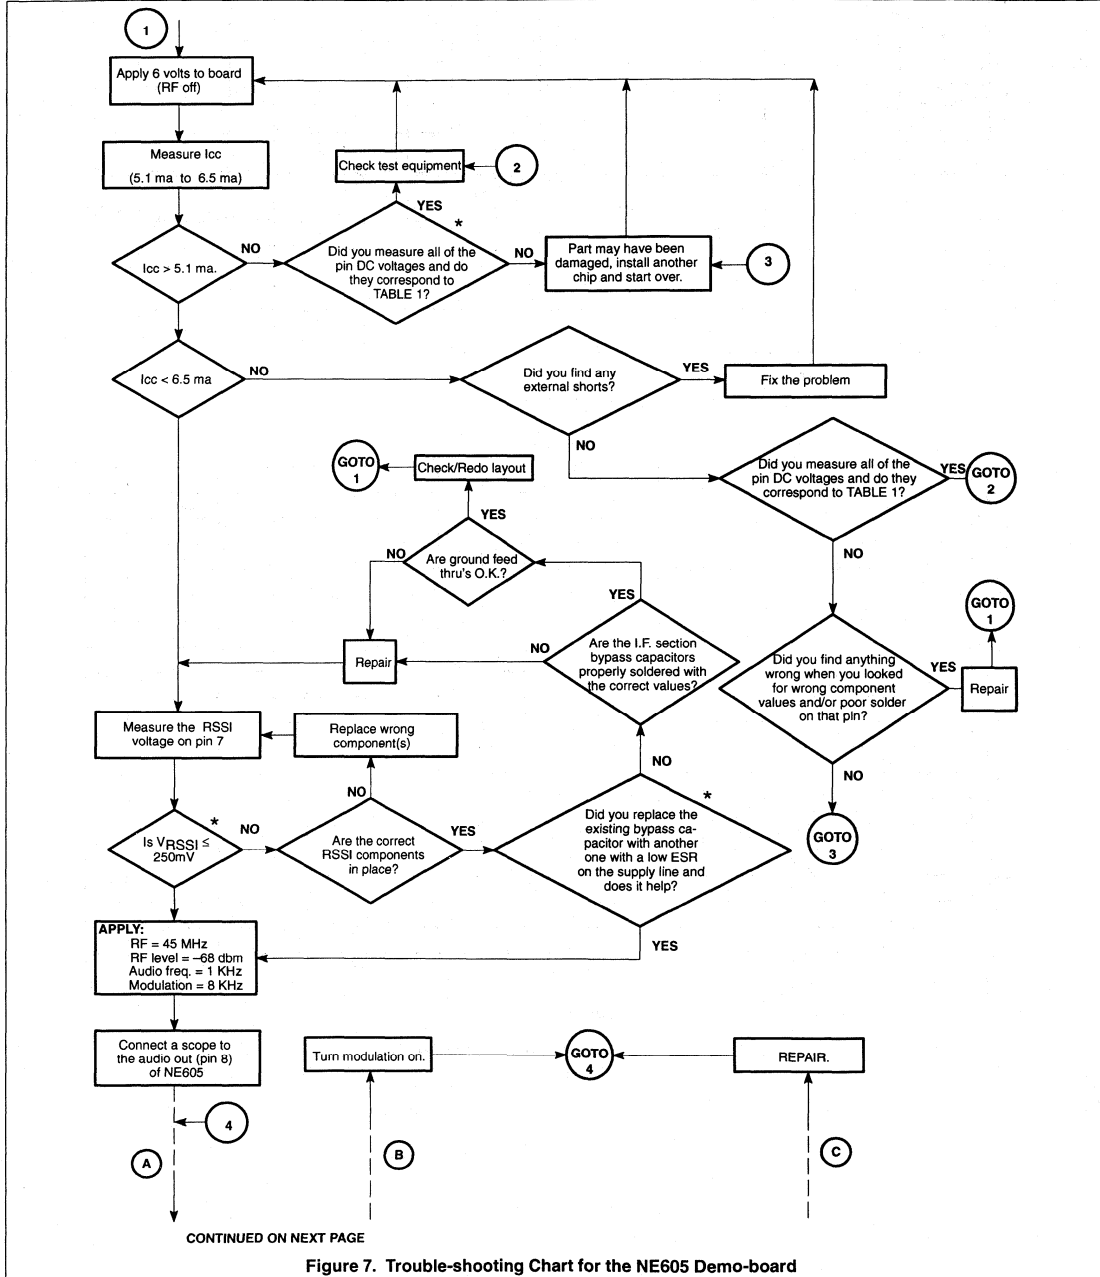 1
Apply 6 volts to board
(RF off)
Measure Icc
(5.1 ma to 6.5 ma)
Check test equipment
2
YES
*
Icc > 5.1 ma.
NO
Did you measure all of the
pin DC voltages and do
they correspond to
TABLE 1?
NO
Part may have been
damaged, install another
chip and start over.
3
Icc < 6.5 ma
NO
Did you find any
external shorts?
YES
Fix the problem
NO
GOTO
1
Check/Redo layout
Did you measure all of the
pin DC voltages and do they
correspond to TABLE 1?
YES
GOTO
2
YES
NO
Are ground feed
thru's O.K.?
NO
YES
GOTO
1
Repair
NO
Are the I.F. section
bypass capacitors
properly soldered with
the correct values?
Did you find anything
wrong when you looked
for wrong component
values and/or poor solder
on that pin?
YES
Repair
Measure the RSSI
voltage on pin 7
Replace wrong
component(s)
NO
NO
NO
*
Is VRSSI ≤
250mV
*
NO
Are the correct
RSSI components
in place?
YES
Did you replace the
existing bypass ca-
pacitor with another
one with a low ESR
on the supply line and
does it help?
GOTO
3
YES
APPLY:
RF = 45 MHz
RF level = –68 dbm
Audio freq. = 1 KHz
Modulation = 8 KHz
Connect a scope to
the audio out (pin 8)
of NE605
Turn modulation on.
GOTO
4
REPAIR.
4
A
B
C
CONTINUED ON NEXT PAGE
Figure 7. Trouble-shooting Chart for the NE605 Demo-board